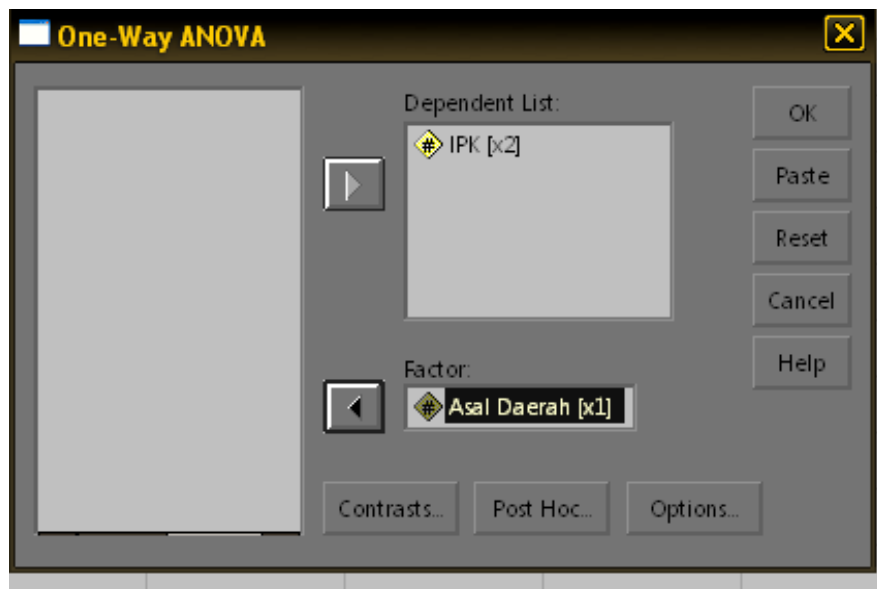 One-Way ANOVA
Dependent List:
# IPK [x2]
OK
Paste
Reset
Cancel
Help
Factor:
# Asal Daerah [x1]
Contrasts...
Post Hoc...
Options...